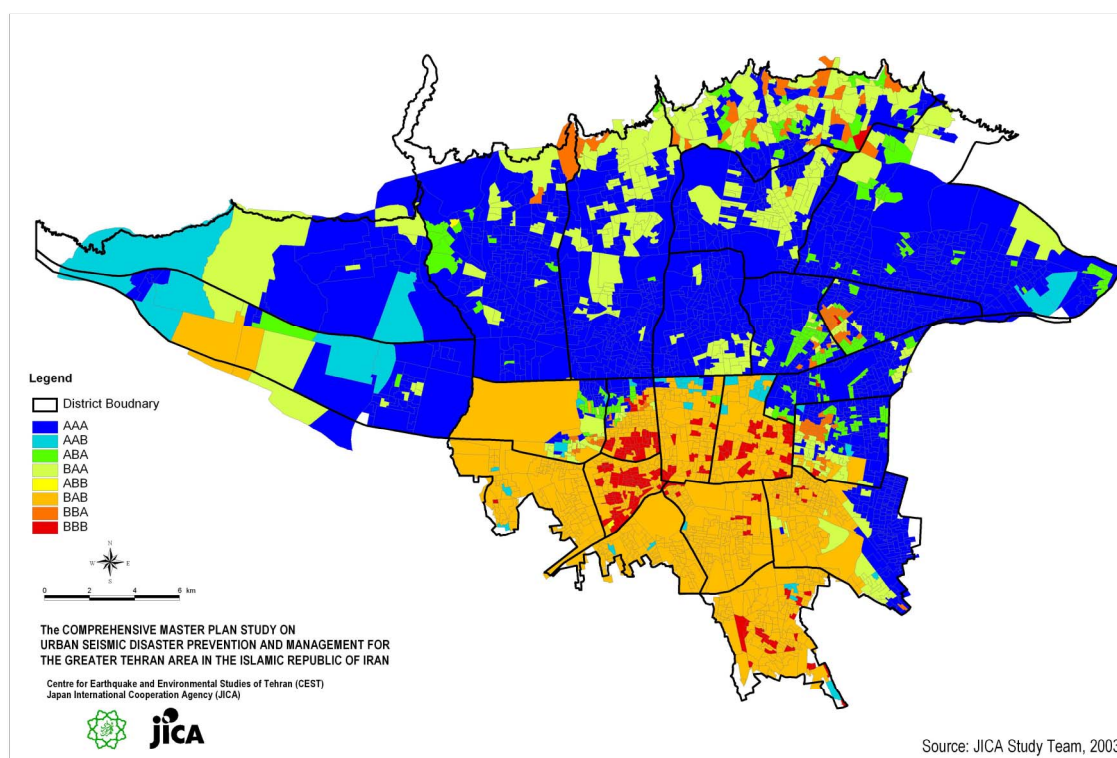 Legend
District Boudnary
AAA
AAB
ABA
BAA
ABB
BAB
BBA
BBB
N
W E
S
0 2 4 6 km
The COMPREHENSIVE MASTER PLAN STUDY ON
URBAN SEISMIC DISASTER PREVENTION AND MANAGEMENT FOR
THE GREATER TEHRAN AREA IN THE ISLAMIC REPUBLIC OF IRAN
Centre for Earthquake and Environmental Studies of Tehran (CEST)
Japan International Cooperation Agency (JICA)
jICA
Source: JICA Study Team, 2003